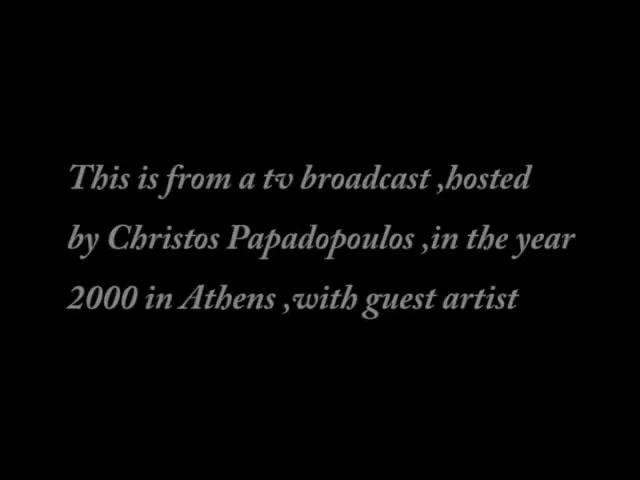 This is from a tv broadcast ,hosted
by Christos Papadopoulos ,in the year
2000 in Athens ,with guest artist